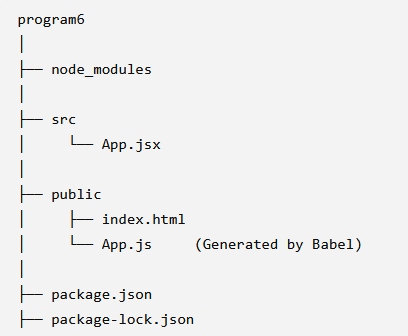 program6
│
├── node_modules
│
├── src
│     └── App.jsx
│
├── public
│     ├── index.html
│     └── App.js    (Generated by Babel)
│
├── package.json
├── package-lock.json